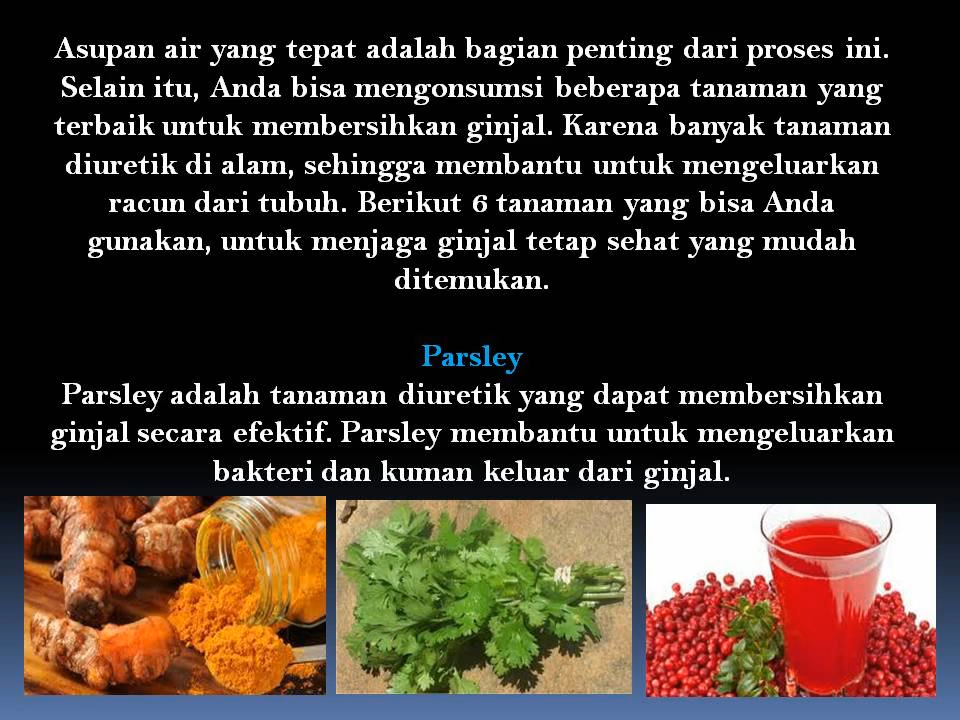 Asupan air yang tepat adalah bagian penting dari proses ini.
Selain itu, Anda bisa mengonsumsi beberapa tanaman yang
terbaik untuk membersihkan ginjal. Karena banyak tanaman
diuretik di alam, sehingga membantu untuk mengeluarkan
racun dari tubuh. Berikut 6 tanaman yang bisa Anda
gunakan, untuk menjaga ginjal tetap sehat yang mudah
ditemukan.
Parsley
Parsley adalah tanaman diuretik yang dapat membersihkan
ginjal secara efektif. Parsley membantu untuk mengeluarkan
bakteri dan kuman keluar dari ginjal.